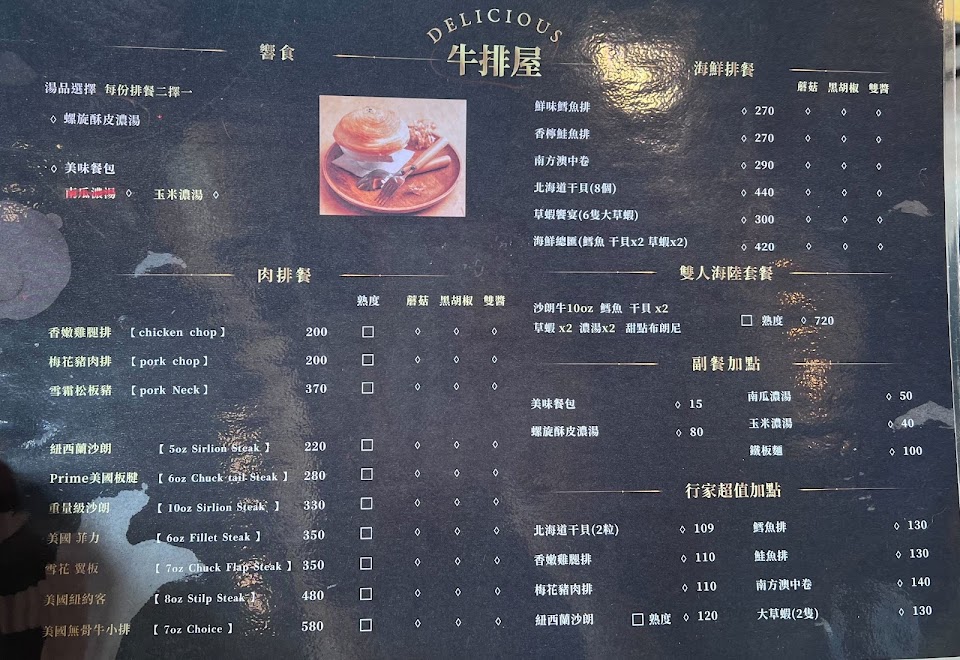 DELICIOUS
牛排屋
饗食
湯品選擇 每份排餐二擇一
◊ 螺旋酥皮濃湯
◊ 美味餐包
南瓜濃湯 ◊ 玉米濃湯 ◊
肉排餐
熟度 蘑菇 黑胡椒 雙醬
香嫩雞腿排 【chicken chop】 200 □ ◊ ◊ ◊
梅花豬肉排 【pork chop】 200 □ ◊ ◊ ◊
雪霜松板豬 【pork Neck】 370 □ ◊ ◊ ◊
紐西蘭沙朗 【5oz Sirlion Steak】 220 □ ◊ ◊ ◊
Prime美國板腱 【6oz Chuck tail Steak】 280 □ ◊ ◊ ◊
重量級沙朗 【10oz Sirlion Steak】 330 □ ◊ ◊ ◊
美國 菲力 【6oz Fillet Steak】 350 □ ◊ ◊ ◊
雪花 翼板 【7oz Chuck Flap Steak】 350 □ ◊ ◊ ◊
美國紐約客 【8oz Stilp Steak】 480 □ ◊ ◊ ◊
美國無骨牛小排 【7oz Choice】 580 □ ◊ ◊ ◊
海鮮排餐
蘑菇 黑胡椒 雙醬
鮮味鱈魚排 ◊ 270 ◊ ◊ ◊
香檸鮭魚排 ◊ 270 ◊ ◊ ◊
南方澳中卷 ◊ 290 ◊ ◊ ◊
北海道干貝(8個) ◊ 440 ◊ ◊ ◊
草蝦饗宴(6隻大草蝦) ◊ 300 ◊ ◊ ◊
海鮮總匯(鱈魚 干貝x2 草蝦x2) ◊ 420 ◊ ◊ ◊
雙人海陸套餐
沙朗牛10oz 鱈魚 干貝 x2
草蝦 x2 濃湯x2 甜點布朗尼 □ 熟度 ◊ 720
副餐加點
美味餐包 ◊ 15 南瓜濃湯 ◊ 50
螺旋酥皮濃湯 ◊ 80 玉米濃湯 ◊ 40
鐵板麵 ◊ 100
行家超值加點
北海道干貝(2粒) ◊ 109 鱈魚排 ◊ 130
香嫩雞腿排 ◊ 110 鮭魚排 ◊ 130
梅花豬肉排 ◊ 110 南方澳中卷 ◊ 140
紐西蘭沙朗 □ 熟度 ◊ 120 大草蝦(2隻) ◊ 130